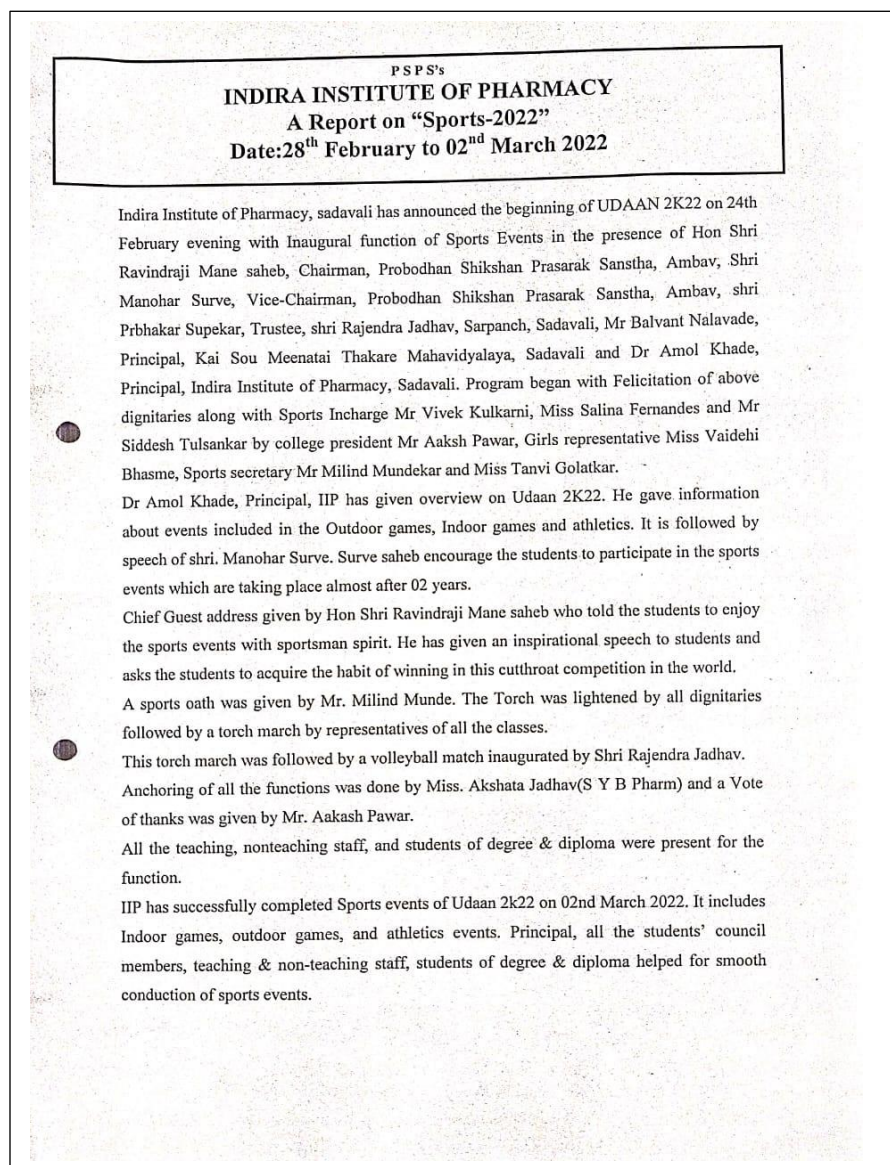 P S P S's
INDIRA INSTITUTE OF PHARMACY
A Report on “Sports-2022”
Date:28th February to 02nd March 2022
Indira Institute of Pharmacy, sadavali has announced the beginning of UDAAN 2K22 on 24th
February evening with Inaugural function of Sports Events in the presence of Hon Shri
Ravindraji Mane saheb, Chairman, Probodhan Shikshan Prasarak Sanstha, Ambav, Shri
Manohar Surve, Vice-Chairman, Probodhan Shikshan Prasarak Sanstha, Ambav, shri
Prbhakar Supekar, Trustee, shri Rajendra Jadhav, Sarpanch, Sadavali, Mr Balvant Nalavade,
Principal, Kai Sou Meenatai Thakare Mahavidyalaya, Sadavali and Dr Amol Khade,
Principal, Indira Institute of Pharmacy, Sadavali. Program began with Felicitation of above
dignitaries along with Sports Incharge Mr Vivek Kulkarni, Miss Salina Fernandes and Mr
Siddesh Tulsankar by college president Mr Aaksh Pawar, Girls representative Miss Vaidehi
Bhasme, Sports secretary Mr Milind Mundekar and Miss Tanvi Golatkar.
Dr Amol Khade, Principal, IIP has given overview on Udaan 2K22. He gave information
about events included in the Outdoor games, Indoor games and athletics. It is followed by
speech of shri. Manohar Surve. Surve saheb encourage the students to participate in the sports
events which are taking place almost after 02 years.
Chief Guest address given by Hon Shri Ravindraji Mane saheb who told the students to enjoy
the sports events with sportsman spirit. He has given an inspirational speech to students and
asks the students to acquire the habit of winning in this cutthroat competition in the world.
A sports oath was given by Mr. Milind Munde. The Torch was lightened by all dignitaries
followed by a torch march by representatives of all the classes.
This torch march was followed by a volleyball match inaugurated by Shri Rajendra Jadhav.
Anchoring of all the functions was done by Miss. Akshata Jadhav(S Y B Pharm) and a Vote
of thanks was given by Mr. Aakash Pawar.
All the teaching, nonteaching staff, and students of degree & diploma were present for the
function.
IIP has successfully completed Sports events of Udaan 2k22 on 02nd March 2022. It includes
Indoor games, outdoor games, and athletics events. Principal, all the students’ council
members, teaching & non-teaching staff, students of degree & diploma helped for smooth
conduction of sports events.